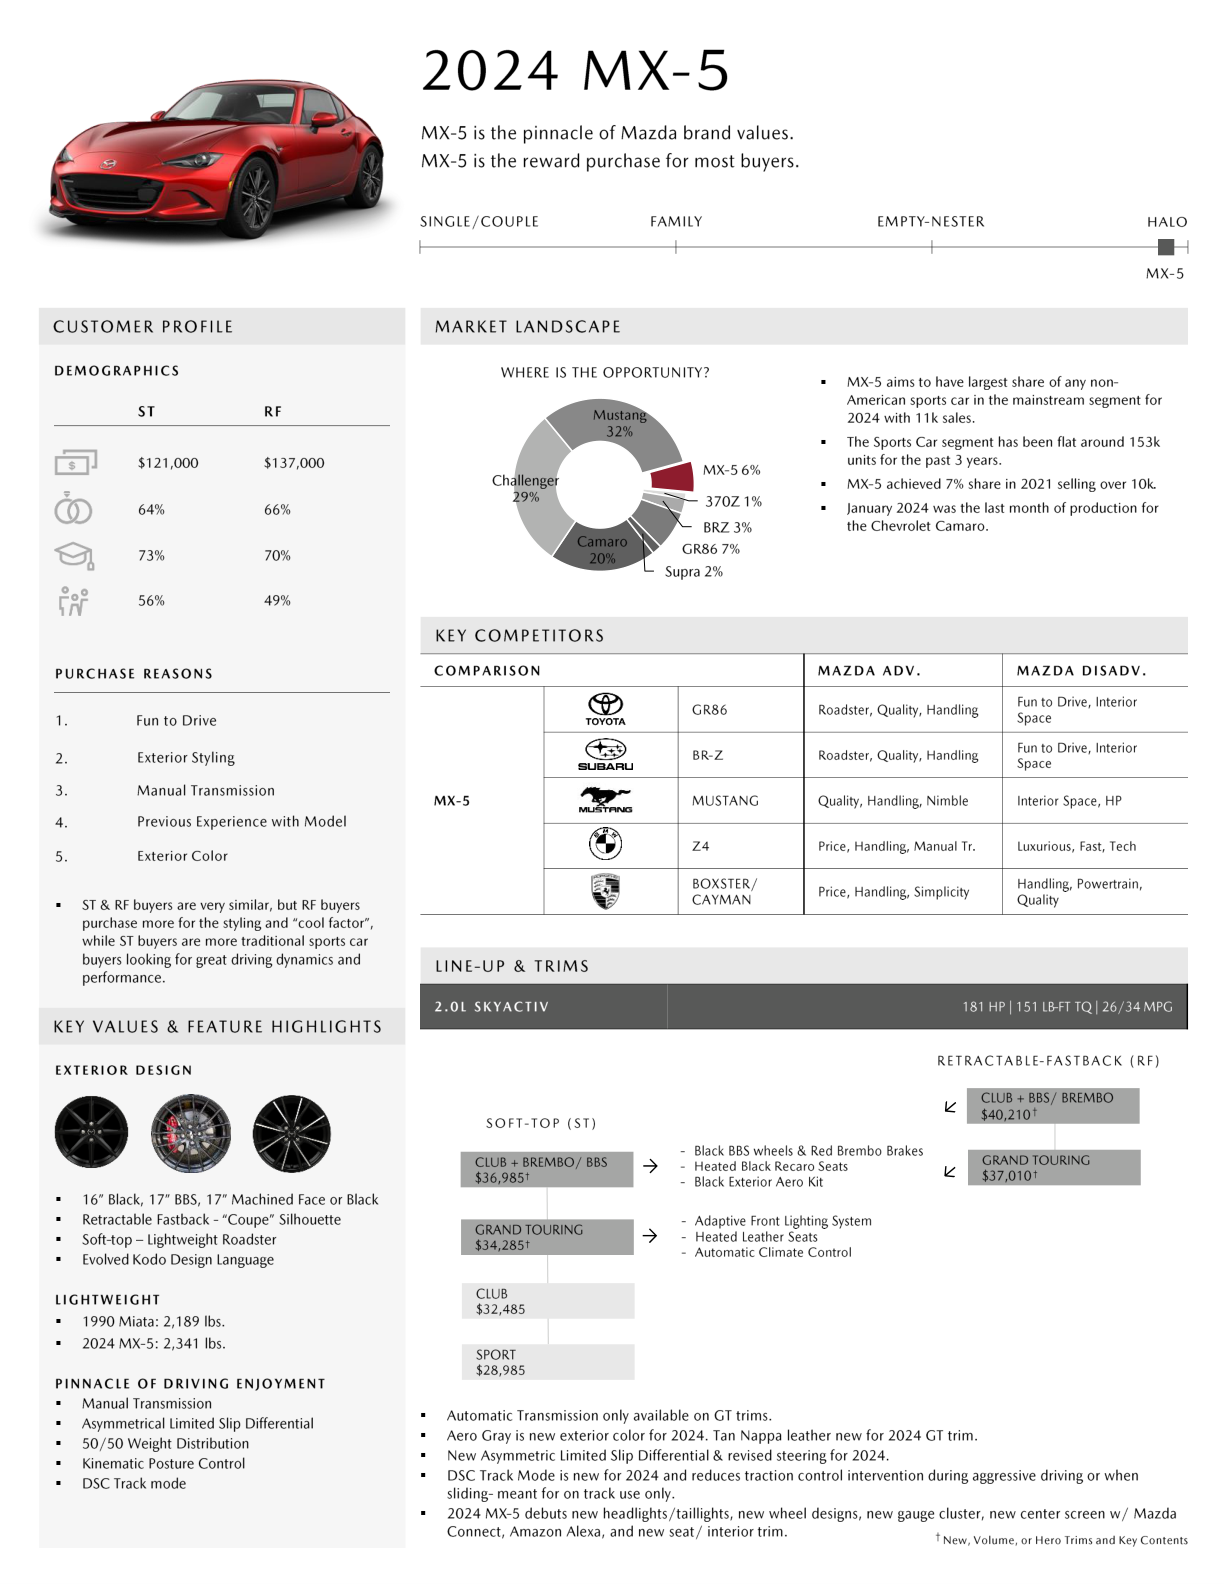 2024 MX-5
MX-5 is the pinnacle of Mazda brand values.
MX-5 is the reward purchase for most buyers.
SINGLE/COUPLE FAMILY EMPTY-NESTER HALO
MX-5
CUSTOMER PROFILE
DEMOGRAPHICS
ST RF
$
$121,000 $137,000
64% 66%
73% 70%
56% 49%
PURCHASE REASONS
1. Fun to Drive
2. Exterior Styling
3. Manual Transmission
4. Previous Experience with Model
5. Exterior Color
▪ ST & RF buyers are very similar, but RF buyers
purchase more for the styling and “cool factor”,
while ST buyers are more traditional sports car
buyers looking for great driving dynamics and
performance.
KEY VALUES & FEATURE HIGHLIGHTS
EXTERIOR DESIGN
▪ 16” Black, 17” BBS, 17” Machined Face or Black
▪ Retractable Fastback - “Coupe” Silhouette
▪ Soft-top – Lightweight Roadster
▪ Evolved Kodo Design Language
LIGHTWEIGHT
▪ 1990 Miata: 2,189 lbs.
▪ 2024 MX-5: 2,341 lbs.
PINNACLE OF DRIVING ENJOYMENT
▪ Manual Transmission
▪ Asymmetrical Limited Slip Differential
▪ 50/50 Weight Distribution
▪ Kinematic Posture Control
▪ DSC Track mode
MARKET LANDSCAPE
WHERE IS THE OPPORTUNITY?
Mustang
32%
MX-5 6%
370Z 1%
BRZ 3%
GR86 7%
Supra 2%
Camaro
20%
Challenger
29%
▪ MX-5 aims to have largest share of any non-
American sports car in the mainstream segment for
2024 with 11k sales.
▪ The Sports Car segment has been flat around 153k
units for the past 3 years.
▪ MX-5 achieved 7% share in 2021 selling over 10k.
▪ January 2024 was the last month of production for
the Chevrolet Camaro.
KEY COMPETITORS
COMPARISON MAZDA ADV. MAZDA DISADV.
MX-5
TOYOTA GR86 Roadster, Quality, Handling Fun to Drive, Interior
Space
SUBARU BR-Z Roadster, Quality, Handling Fun to Drive, Interior
Space
MUSTANG MUSTANG Quality, Handling, Nimble Interior Space, HP
BMW Z4 Price, Handling, Manual Tr. Luxurious, Fast, Tech
BOXSTER/
CAYMAN Price, Handling, Simplicity Handling, Powertrain,
Quality
LINE-UP & TRIMS
2.0L SKYACTIV 181 HP | 151 LB-FT TQ | 26/34 MPG
RETRACTABLE-FASTBACK (RF)
CLUB + BBS/ BREMBO
$40,210†
GRAND TOURING
$37,010†
SOFT-TOP (ST)
CLUB + BREMBO/ BBS
$36,985†
- Black BBS wheels & Red Brembo Brakes
- Heated Black Recaro Seats
- Black Exterior Aero Kit
GRAND TOURING
$34,285†
- Adaptive Front Lighting System
- Heated Leather Seats
- Automatic Climate Control
CLUB
$32,485
SPORT
$28,985
▪ Automatic Transmission only available on GT trims.
▪ Aero Gray is new exterior color for 2024. Tan Nappa leather new for 2024 GT trim.
▪ New Asymmetric Limited Slip Differential & revised steering for 2024.
▪ DSC Track Mode is new for 2024 and reduces traction control intervention during aggressive driving or when
sliding- meant for on track use only.
▪ 2024 MX-5 debuts new headlights/taillights, new wheel designs, new gauge cluster, new center screen w/ Mazda
Connect, Amazon Alexa, and new seat/ interior trim.
† New, Volume, or Hero Trims and Key Contents